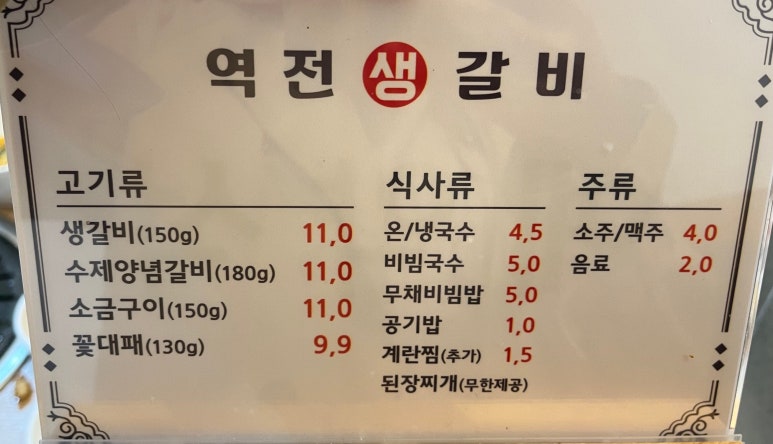 역전 생 갈비
고기류
생갈비(150g) 11,0
수제양념갈비(180g) 11,0
소금구이(150g) 11,0
꽃대패(130g) 9,9
식사류
온/냉국수 4,5
비빔국수 5,0
무채비빔밥 5,0
공기밥 1,0
계란찜(추가) 1,5
된장찌개(무한제공)
주류
소주/맥주 4,0
음료 2,0